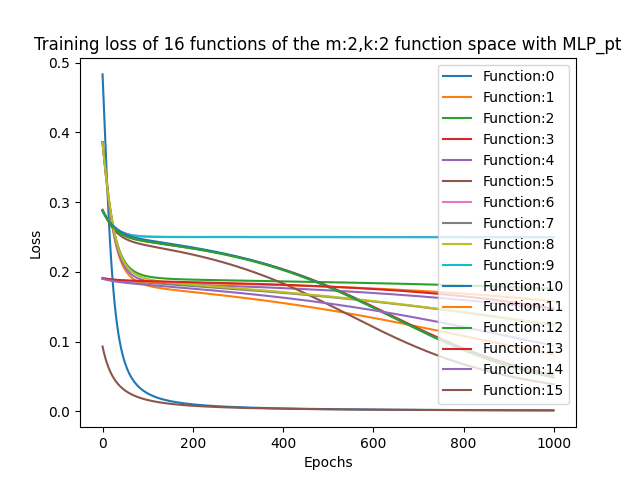 Training loss of 16 functions of the m:2,k:2 function space with MLP_pt
Loss
0.5
0.4
0.3
0.2
0.1
0.0
Function:0
Function:1
Function:2
Function:3
Function:4
Function:5
Function:6
Function:7
Function:8
Function:9
Function:10
Function:11
Function:12
Function:13
Function:14
Function:15
0 200 400 600 800 1000
Epochs